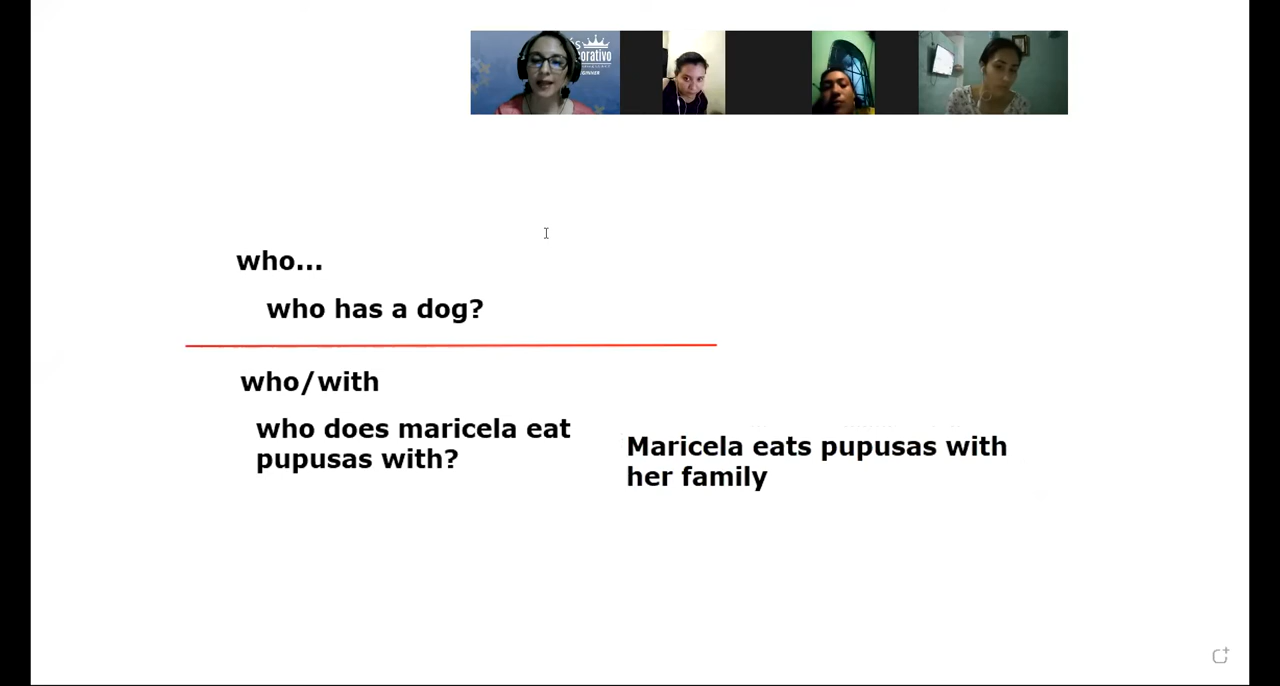 who...
who has a dog?
who/with
who does maricela eat
pupusas with?
Maricela eats pupusas with
her family